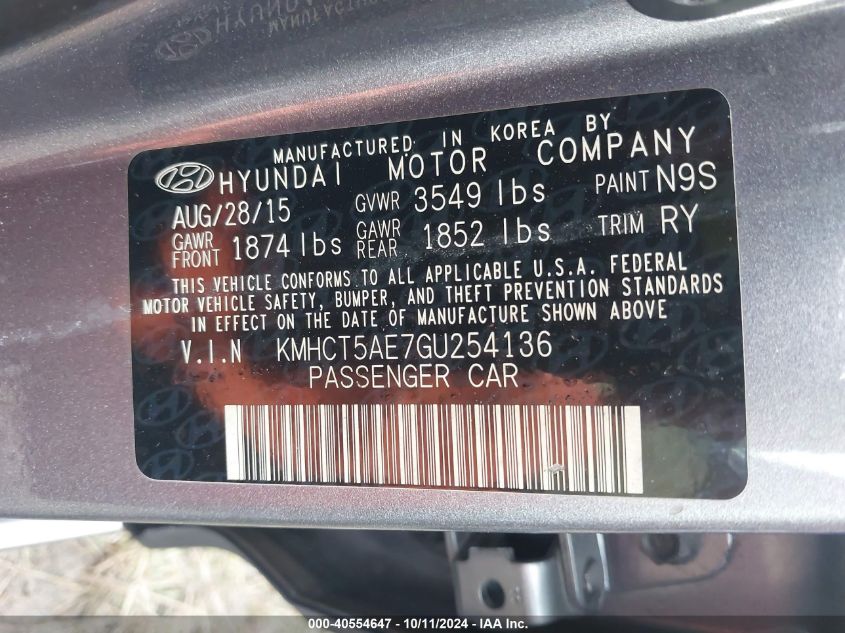 MANUFACTURED IN KOREA BY
HYUNDAI MOTOR COMPANY
AUG/28/15 GVWR 3549 lbs PAINT N9S
GAWR FRONT 1874 lbs GAWR REAR 1852 lbs TRIM RY
THIS VEHICLE CONFORMS TO ALL APPLICABLE U.S.A. FEDERAL
MOTOR VEHICLE SAFETY, BUMPER, AND THEFT PREVENTION STANDARDS
IN EFFECT ON THE DATE OF MANUFACTURE SHOWN ABOVE
V.I.N KMHCT5AE7GU254136
PASSENGER CAR
000-40554647 - 10/11/2024 - IAAI.com